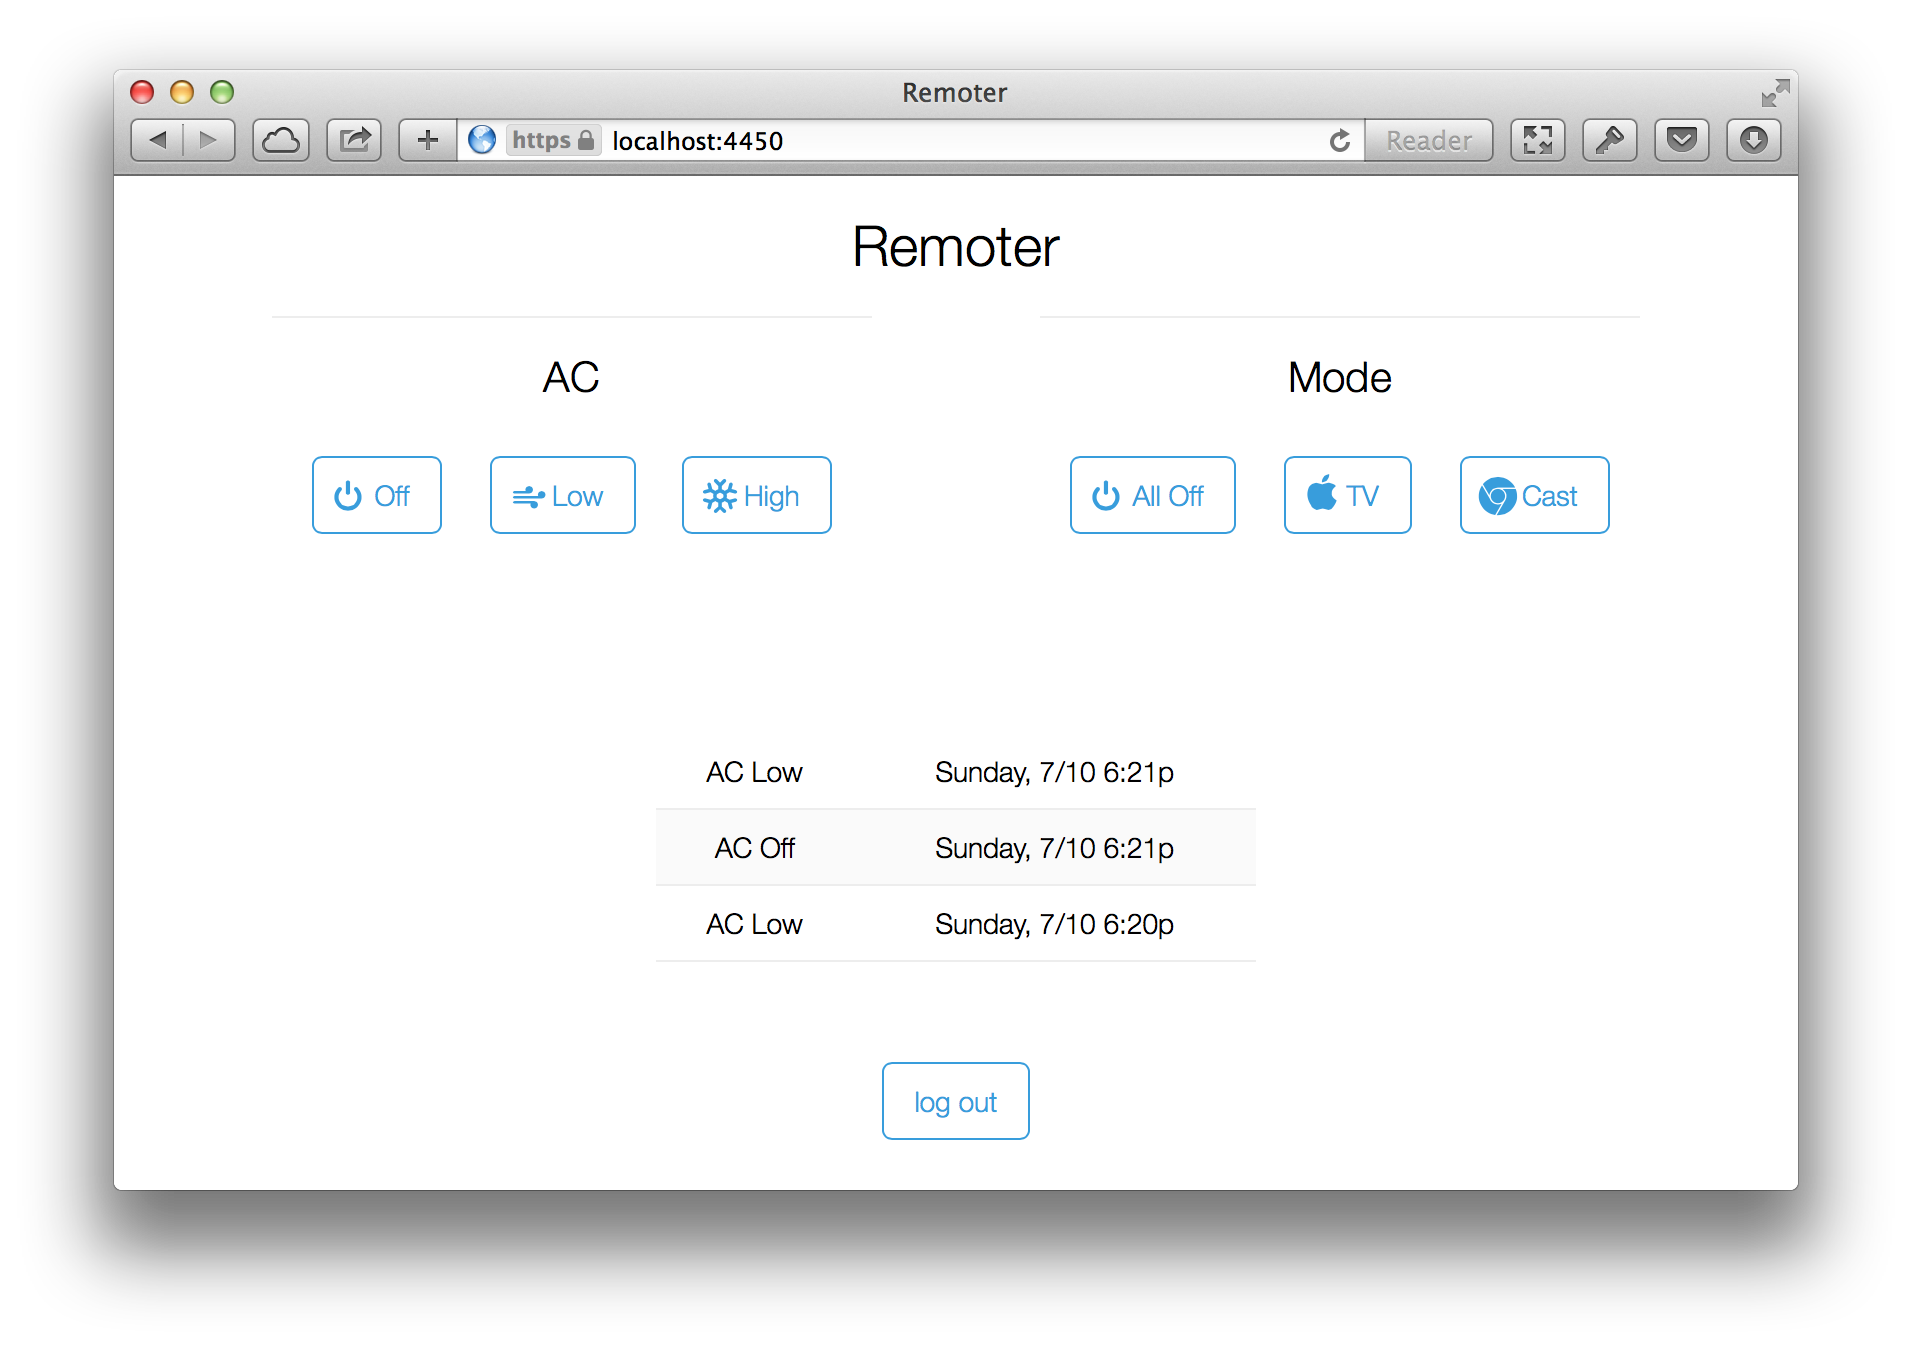 Remoter
https localhost:4450 Reader
Remoter
AC
Mode
Off Low High
All Off TV Cast
AC Low Sunday, 7/10 6:21p
AC Off Sunday, 7/10 6:21p
AC Low Sunday, 7/10 6:20p
log out